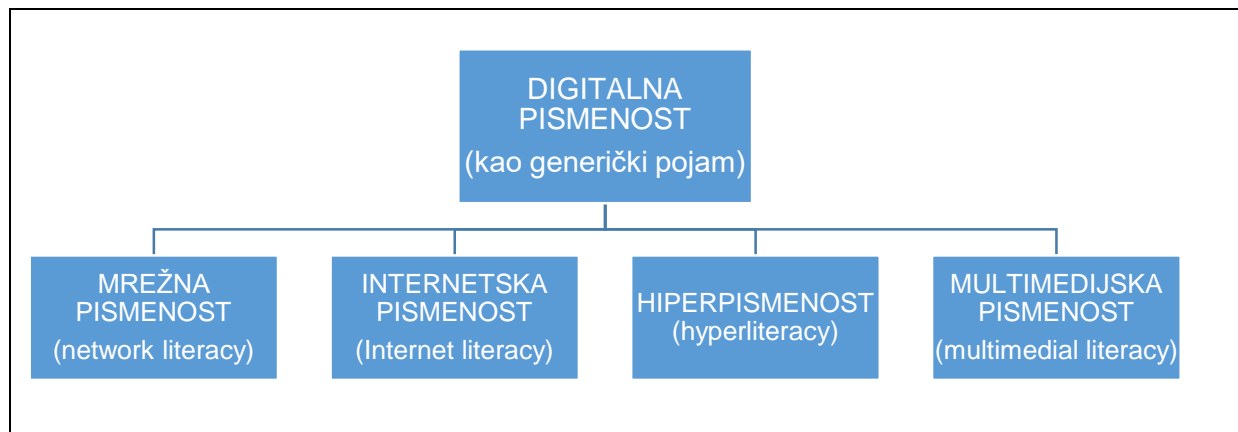 DIGITALNA
PISMENOST
(kao generički pojam)
MREŽNA
PISMENOST
(network literacy)
INTERNETSKA
PISMENOST
(Internet literacy)
HIPERPISMENOST
(hyperliteracy)
MULTIMEDIJSKA
PISMENOST
(multimedial literacy)